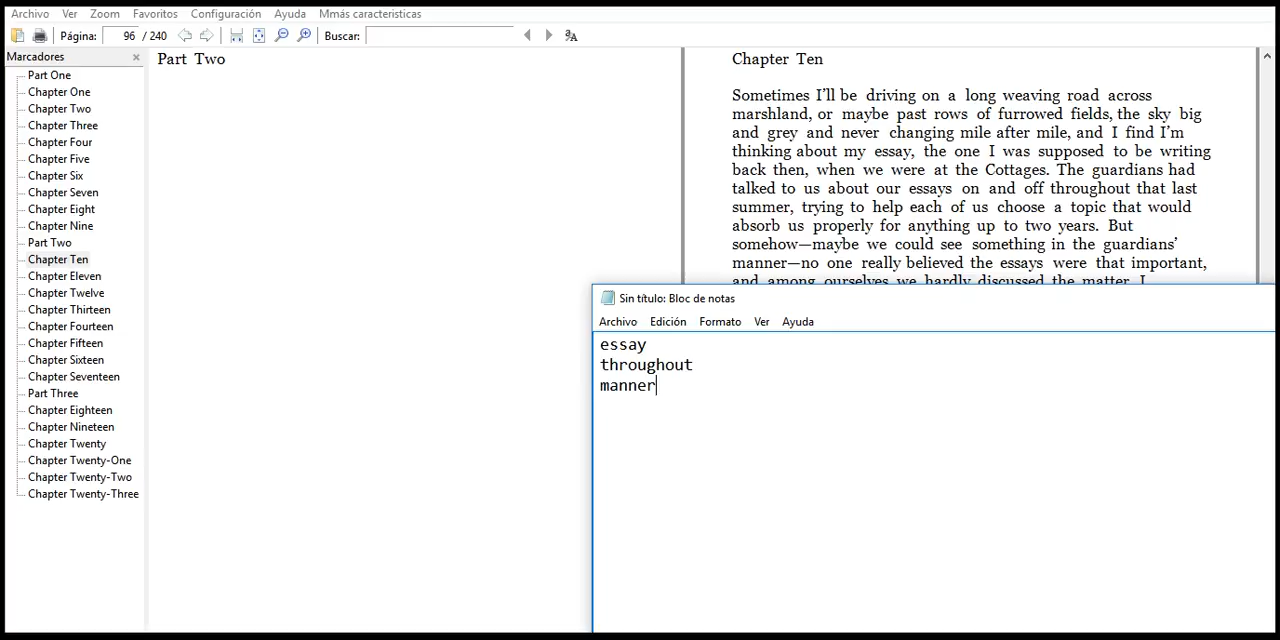 Archivo Ver Zoom Favoritos Configuración Ayuda Mmás caracteristicas
Página: 96 / 240 Buscar:
Marcadores
Part One
Chapter One
Chapter Two
Chapter Three
Chapter Four
Chapter Five
Chapter Six
Chapter Seven
Chapter Eight
Chapter Nine
Part Two
Chapter Ten
Chapter Eleven
Chapter Twelve
Chapter Thirteen
Chapter Fourteen
Chapter Fifteen
Chapter Sixteen
Chapter Seventeen
Part Three
Chapter Eighteen
Chapter Nineteen
Chapter Twenty
Chapter Twenty-One
Chapter Twenty-Two
Chapter Twenty-Three
Part Two
Chapter Ten
Sometimes I’ll be driving on a long weaving road across
marshland, or maybe past rows of furrowed fields, the sky big
and grey and never changing mile after mile, and I find I’m
thinking about my essay, the one I was supposed to be writing
back then, when we were at the Cottages. The guardians had
talked to us about our essays on and off throughout that last
summer, trying to help each of us choose a topic that would
absorb us properly for anything up to two years. But
somehow—maybe we could see something in the guardians’
manner—no one really believed the essays were that important,
and among ourselves we hardly discussed the matter. I
Sin título: Bloc de notas
Archivo Edición Formato Ver Ayuda
essay
throughout
manner